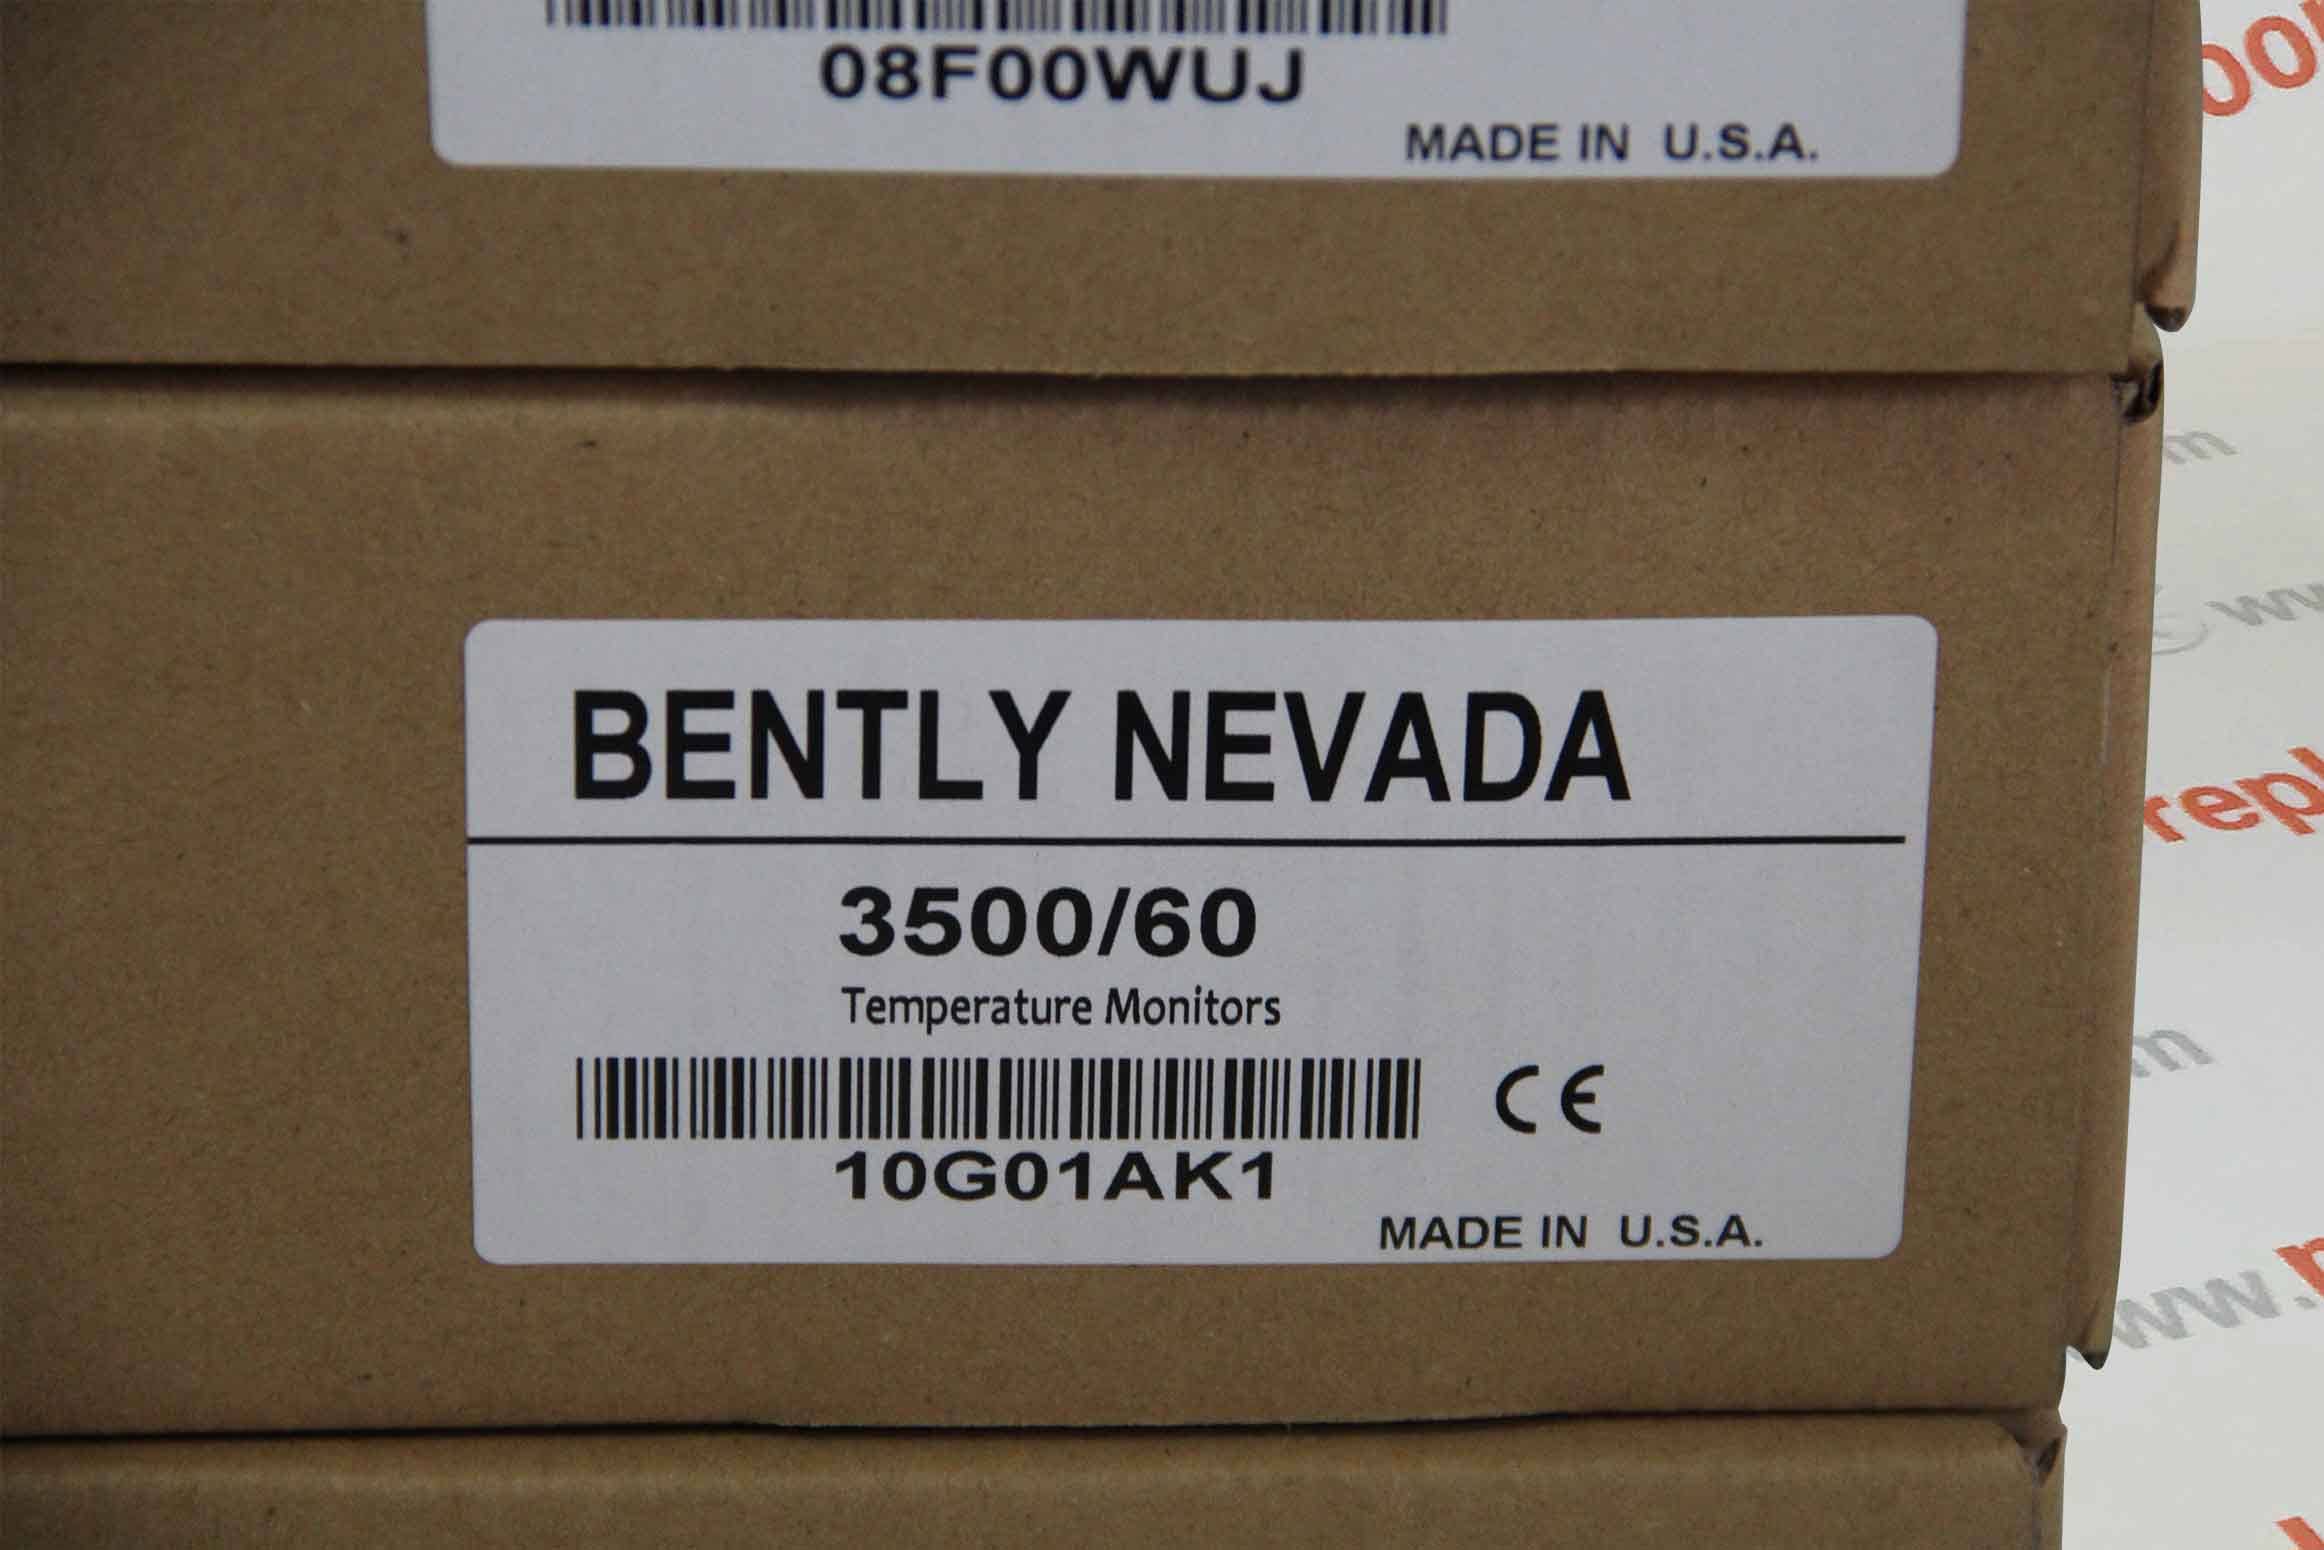 08F00WUJ
MADE IN U.S.A.
BENTLY NEVADA
3500/60
Temperature Monitors
CE
10G01AK1
MADE IN U.S.A.